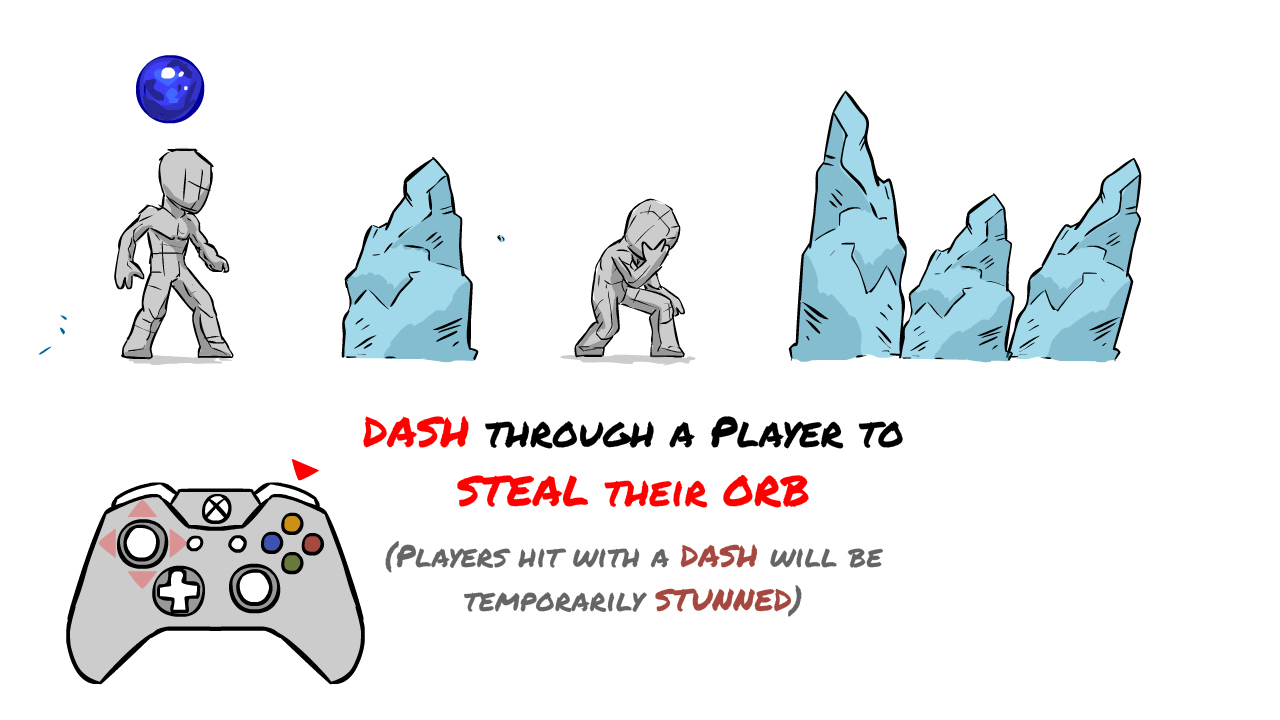 DASH through a Player to
STEAL their ORB
(Players hit with a DASH will be
temporarily STUNNED)